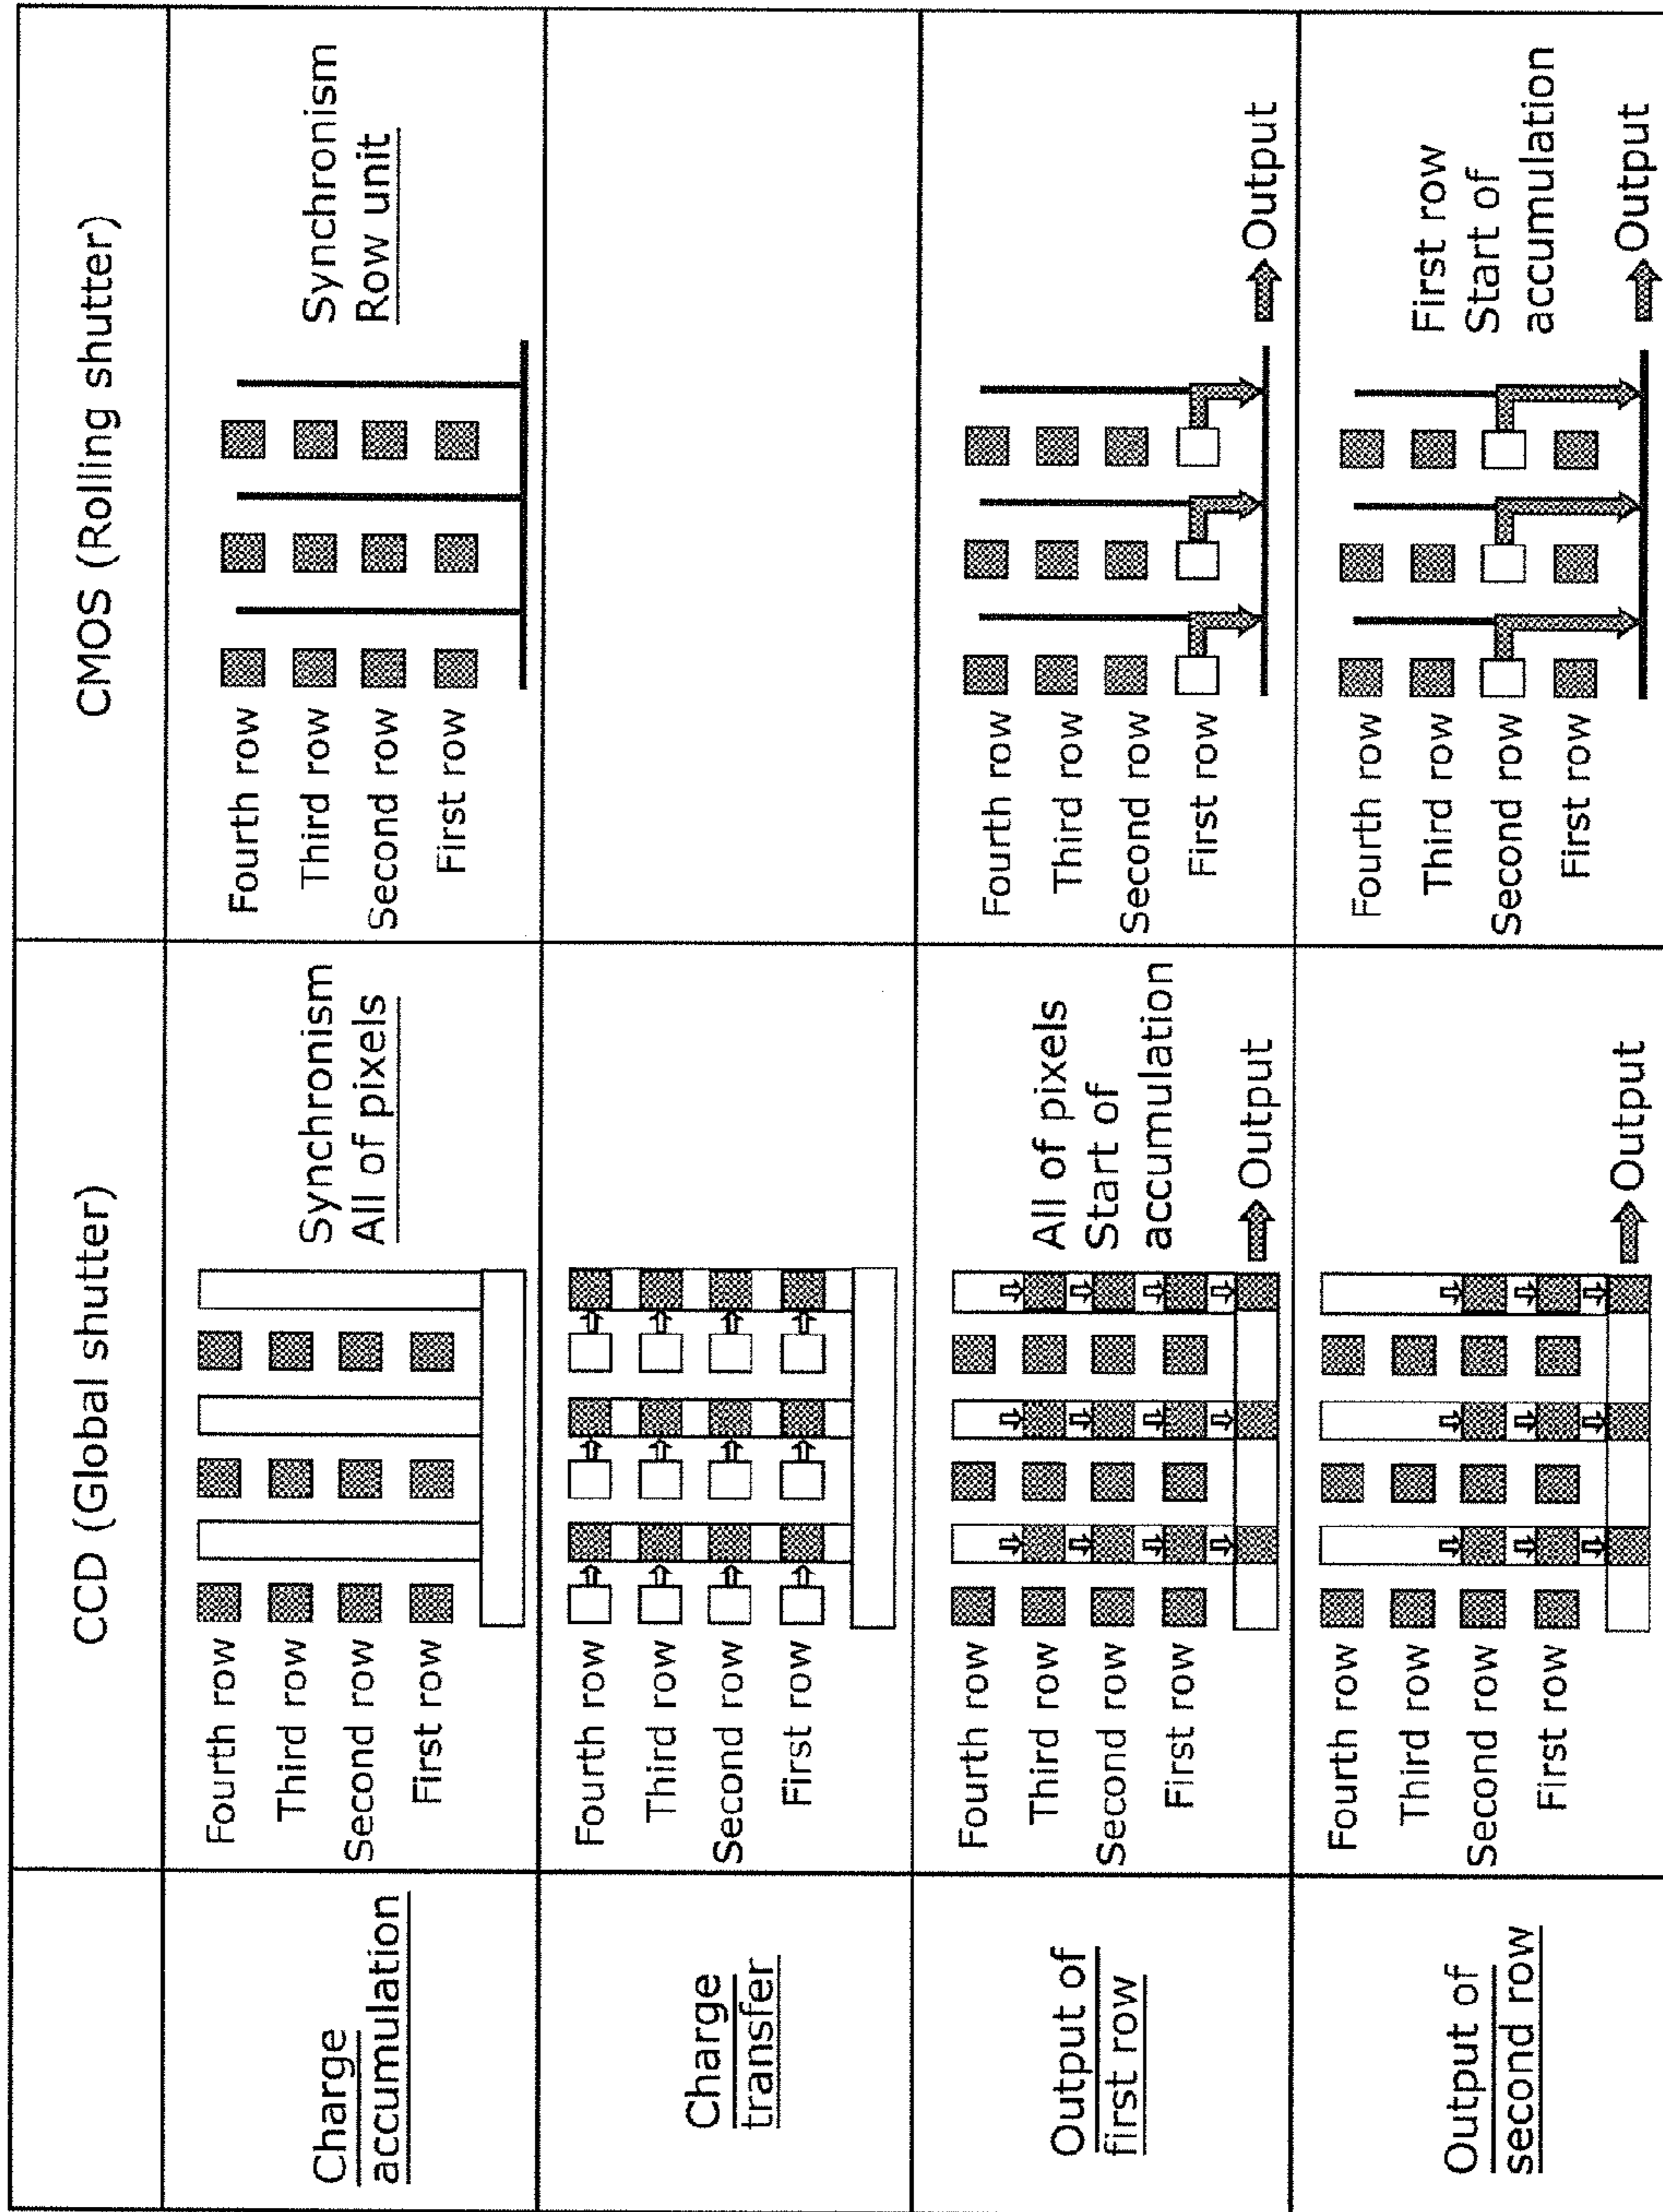 CCD (Global shutter)
CMOS (Rolling shutter)
Charge
accumulation
Fourth row
Third row
Second row
First row
Synchronism
All of pixels
Fourth row
Third row
Second row
First row
Synchronism
Row unit
Charge
transfer
Fourth row
Third row
Second row
First row
Output of
first row
Fourth row
Third row
Second row
First row
All of pixels
Start of
accumulation
Output
Fourth row
Third row
Second row
First row
Output
Output of
second row
Fourth row
Third row
Second row
First row
Output
Fourth row
Third row
Second row
First row
First row
Start of
accumulation
Output